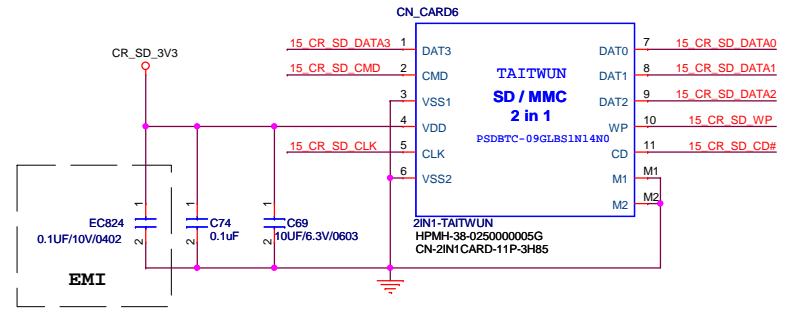 CN_CARD6
CR_SD_3V3
15_CR_SD_DATA3 1 DAT3
15_CR_SD_CMD 2 CMD
3 VSS1
4 VDD
15_CR_SD_CLK 5 CLK
6 VSS2
TAITWUN
SD / MMC
2 in 1
PSDBTC-09GLBS1N14N0
DAT0 7 15_CR_SD_DATA0
DAT1 8 15_CR_SD_DATA1
DAT2 9 15_CR_SD_DATA2
WP 10 15_CR_SD_WP
CD 11 15_CR_SD_CD#
M1 M1
M2 M2
2IN1-TAITWUN
HPMH-38-0250000005G
CN-2IN1CARD-11P-3H85
1
EC824
0.1UF/10V/0402
2
1
C74
0.1uF
2
1
C69
10UF/6.3V/0603
2
EMI